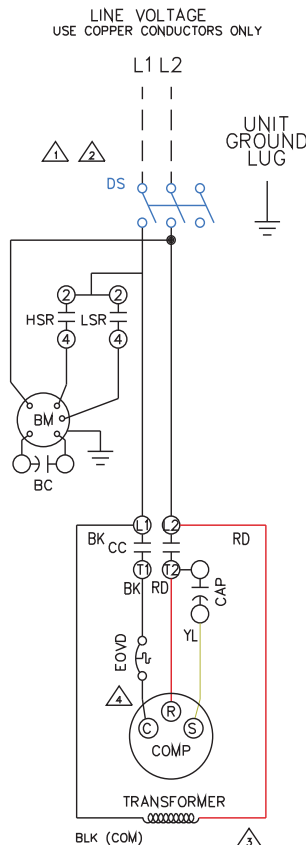 LINE VOLTAGE
USE COPPER CONDUCTORS ONLY
L1 L2
UNIT
GROUND
LUG
1 2
DS
2 2
HSR LSR
4 4
BM
BC
L1 L2
BK CC RD
T1 T2
BK RD
CAP
YL
EOVD
4
R
C S
COMP
TRANSFORMER
BLK (COM) 3